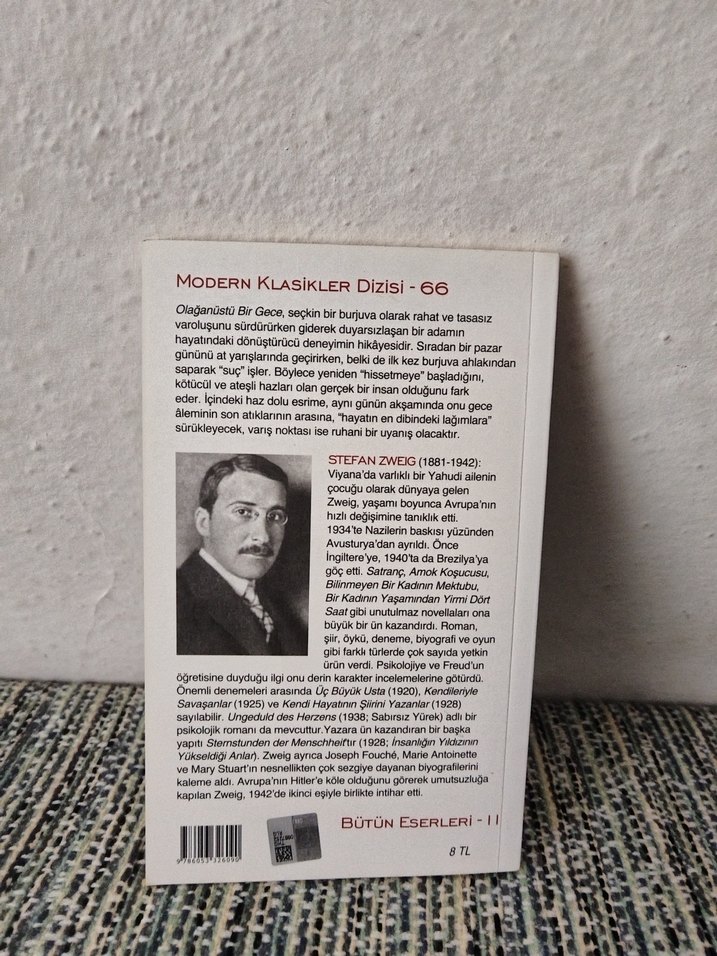 MODERN KLASİKLER DİZİSİ - 66
Olağanüstü Bir Gece, seçkin bir burjuva olarak rahat ve tasasız
varoluşunu sürdürürken giderek duyarsızlaşan bir adamın
hayatındaki dönüştürücü deneyimin hikâyesidir. Sıradan bir pazar
gününü at yarışlarında geçirirken, belki de ilk kez burjuva ahlakından
saparak “suç” işler. Böylece yeniden “hissetmeye” başladığını,
kötücül ve ateşli hazları olan gerçek bir insan olduğunu fark
eder. İçindeki haz dolu esrime, aynı günün akşamında onu gece
âleminin son atıklarının arasına, “hayatın en dibindeki lağımlara”
sürükleyecek, varış noktası ise ruhani bir uyanış olacaktır.
STEFAN ZWEIG (1881-1942):
Viyana’da varlıklı bir Yahudi ailenin
çocuğu olarak dünyaya gelen
Zweig, yaşamı boyunca Avrupa’nın
hızlı değişimine tanıklık etti.
1934’te Nazilerin baskısı yüzünden
Avusturya’dan ayrıldı. Önce
İngiltere’ye, 1940’ta da Brezilya’ya
göç etti. Satranç, Amok Koşucusu,
Bilinmeyen Bir Kadının Mektubu,
Bir Kadının Yaşamından Yirmi Dört
Saat gibi unutulmaz novellaları ona
büyük bir ün kazandırdı. Roman,
şiir, öykü, deneme, biyografi ve oyun
gibi farklı türlerde çok sayıda yetkin
ürün verdi. Psikolojiye ve Freud’un
öğretisine duyduğu ilgi onu derin karakter incelemelerine götürdü.
Önemli denemeleri arasında Üç Büyük Usta (1920), Kendileriyle
Savaşanlar (1925) ve Kendi Hayatının Şiirini Yazanlar (1928)
sayılabilir. Ungeduld des Herzens (1938; Sabırsız Yürek) adlı bir
psikolojik romanı da mevcuttur.Yazara ün kazandıran bir başka
yapıtı Sternstunden der Menschheit’tır (1928; İnsanlığın Yıldızının
Yükseldiği Anlar). Zweig ayrıca Joseph Fouché, Marie Antoinette
ve Mary Stuart’ın nesnellikten çok sezgiye dayanan biyografilerini
kaleme aldı. Avrupa’nın Hitler’e köle olduğunu görerek umutsuzluğa
kapılan Zweig, 1942’de ikinci eşiyle birlikte intihar etti.
BÜTÜN ESERLERİ - 11
8 TL
9 786053 326090